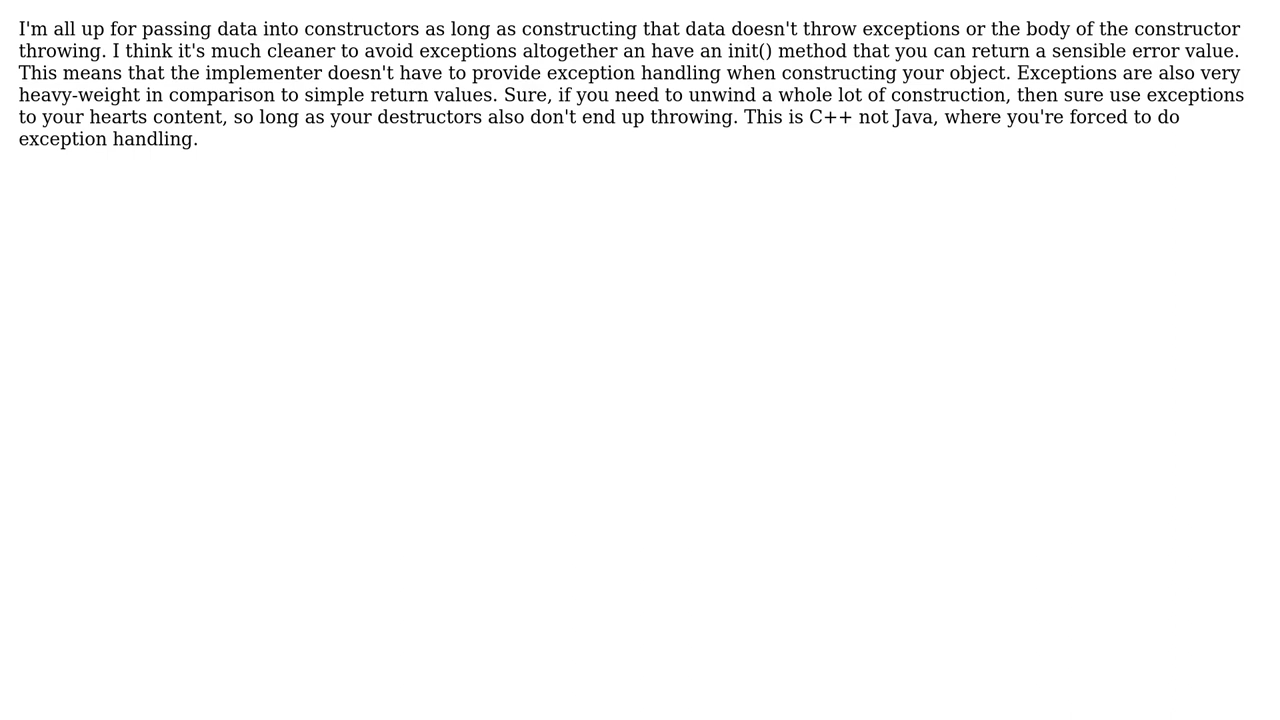 I'm all up for passing data into constructors as long as constructing that data doesn't throw exceptions or the body of the constructor
throwing. I think it's much cleaner to avoid exceptions altogether an have an init() method that you can return a sensible error value.
This means that the implementer doesn't have to provide exception handling when constructing your object. Exceptions are also very
heavy-weight in comparison to simple return values. Sure, if you need to unwind a whole lot of construction, then sure use exceptions
to your hearts content, so long as your destructors also don't end up throwing. This is C++ not Java, where you're forced to do
exception handling.